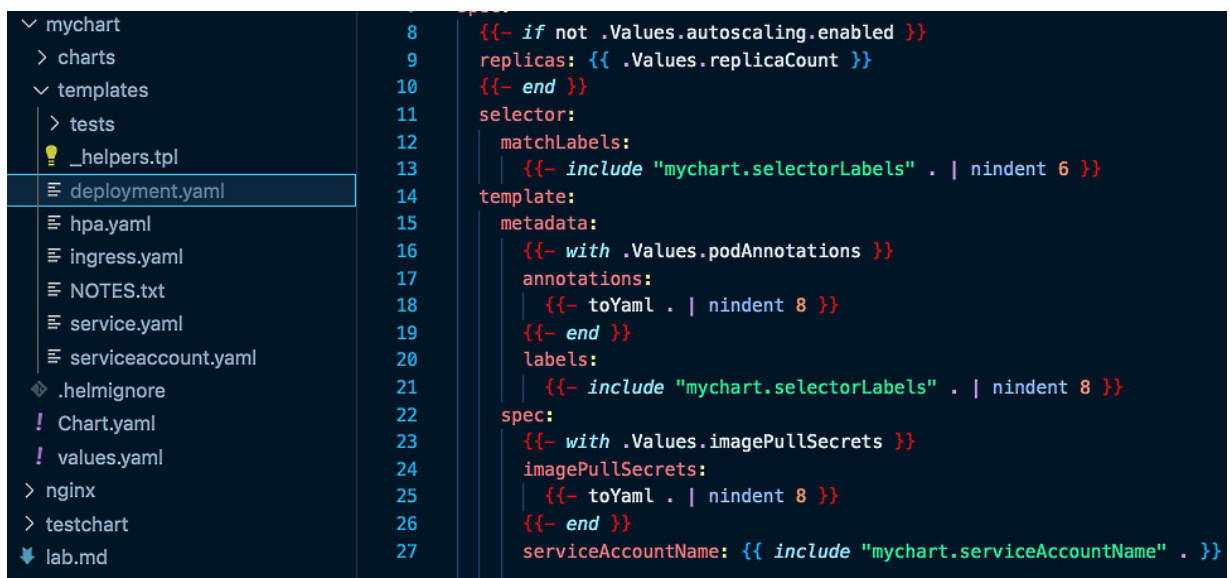 mychart
charts
templates
tests
_helpers.tpl
deployment.yaml
hpa.yaml
ingress.yaml
NOTES.txt
service.yaml
serviceaccount.yaml
.helmignore
! Chart.yaml
! values.yaml
nginx
testchart
lab.md
8 {{- if not .Values.autoscaling.enabled }}
9 replicas: {{ .Values.replicaCount }}
10 {{- end }}
11 selector:
12 matchLabels:
13 {{- include "mychart.selectorLabels" . | nindent 6 }}
14 template:
15 metadata:
16 {{- with .Values.podAnnotations }}
17 annotations:
18 {{- toYaml . | nindent 8 }}
19 {{- end }}
20 labels:
21 {{- include "mychart.selectorLabels" . | nindent 8 }}
22 spec:
23 {{- with .Values.imagePullSecrets }}
24 imagePullSecrets:
25 {{- toYaml . | nindent 8 }}
26 {{- end }}
27 serviceAccountName: {{ include "mychart.serviceAccountName" . }}